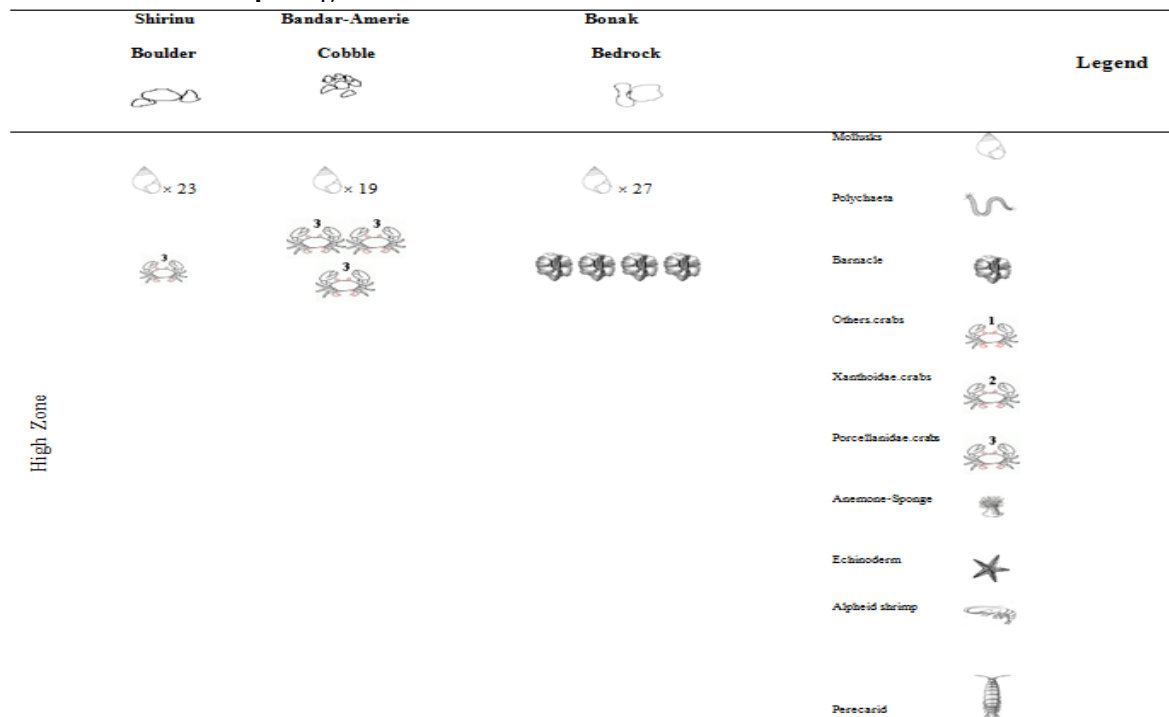 Shirinu Bandar-Amerie Bonak
Boulder Cobble Bedrock
Legend
Mollusks
× 23 × 19 × 27
Polychaeta
3 3
3 3
Barnacle
Others.crabs 1
Xanthoidae.crabs 2
High Zone
Porcellanidae.crabs 3
Anemone-Sponge
Echinoderm
Alpheid shrimp
Perecarid